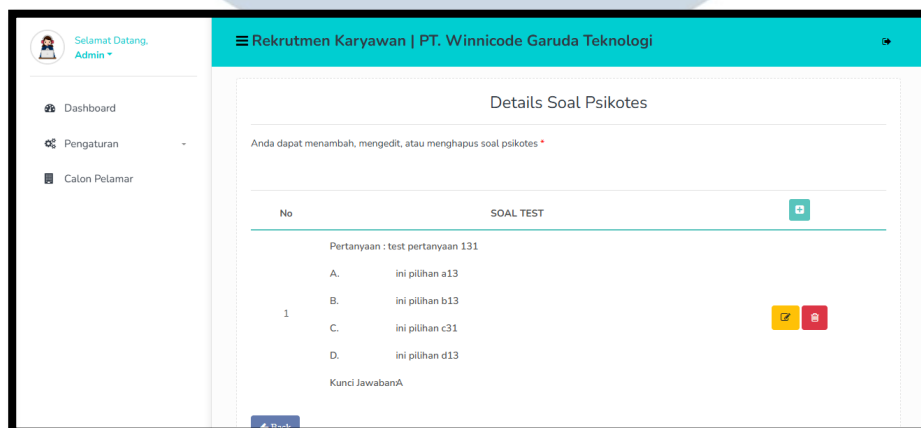 Selamat Datang,
Admin
Rekrutmen Karyawan | PT. Winnicode Garuda Teknologi
Dashboard
Pengaturan
Calon Pelamar
Details Soal Psikotes
Anda dapat menambah, mengedit, atau menghapus soal psikotes *
No SOAL TEST
Pertanyaan : test pertanyaan 131
A. ini pilihan a13
B. ini pilihan b13
1
C. ini pilihan c31
D. ini pilihan d13
Kunci Jawaban:A
Back